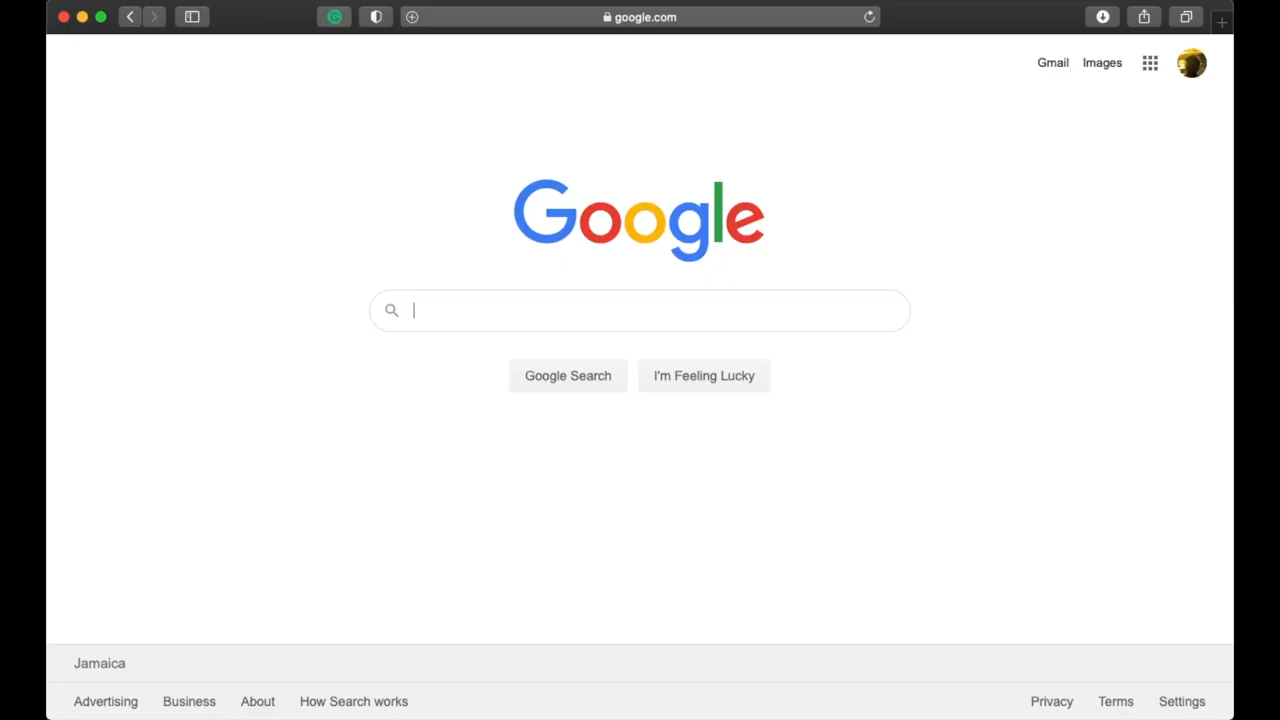 google.com
Gmail Images
Google
Google Search I'm Feeling Lucky
Jamaica
Advertising Business About How Search works Privacy Terms Settings